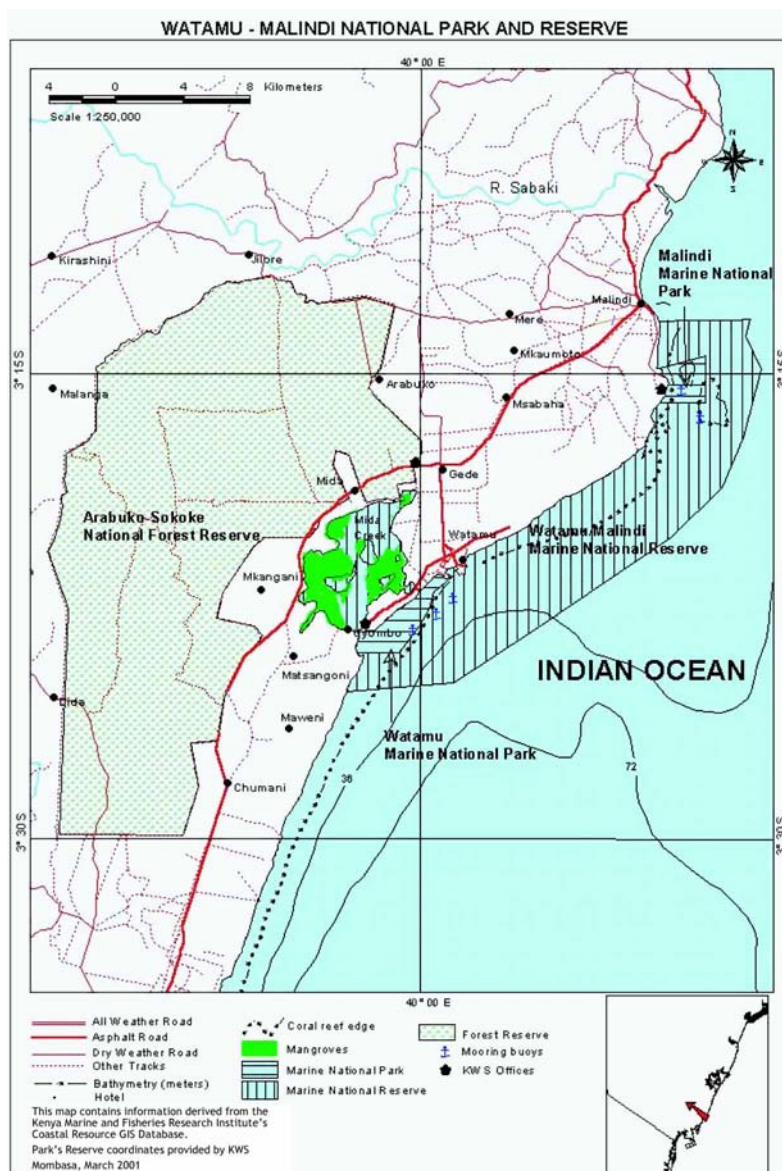 WATAMU - MALINDI NATIONAL PARK AND RESERVE
40° 00 E
4 0 4 8 Kilometers
Scale 1:250,000
N
E
S
R. Sabaki
Kirashini
Jilore
Malindi
Marine National
Park
Malindi
Mere
Mkaumoto
3° 15 S
3° 15 S
Malanga
Arabuko
Msabaha
Gede
Mida
Arabuko-Sokoke
National Forest Reserve
Mida
Creek
Watamu
Watamu/Malindi
Marine National Reserve
Mkangani
Uyombo
Matsangoni
INDIAN OCEAN
Dida
Maweni
Watamu
Marine National Park
36
72
Chumani
3° 30 S
3° 30 S
40° 00 E
All Weather Road
Asphalt Road
Dry Weather Road
Other Tracks
Bathymetry (meters)
Hotel
Coral reef edge
Mangroves
Marine National Park
Marine National Reserve
Forest Reserve
Mooring buoys
KWS Offices
This map contains information derived from the
Kenya Marine and Fisheries Research Institute's
Coastal Resource GIS Database.
Park's Reserve coordinates provided by KWS
Mombasa, March 2001